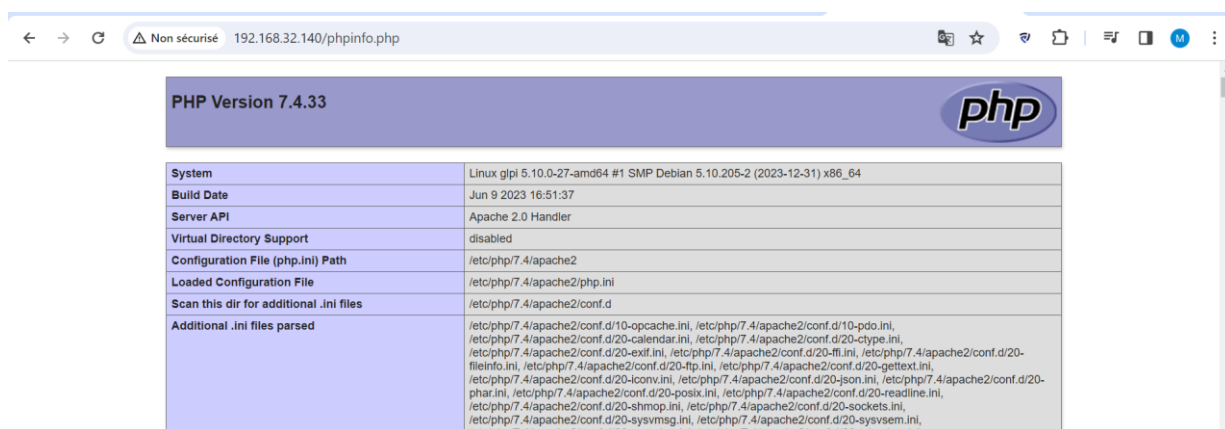 Non sécurisé 192.168.32.140/phpinfo.php
M
PHP Version 7.4.33
php
System Linux glpi 5.10.0-27-amd64 #1 SMP Debian 5.10.205-2 (2023-12-31) x86_64
Build Date Jun 9 2023 16:51:37
Server API Apache 2.0 Handler
Virtual Directory Support disabled
Configuration File (php.ini) Path /etc/php/7.4/apache2
Loaded Configuration File /etc/php/7.4/apache2/php.ini
Scan this dir for additional .ini files /etc/php/7.4/apache2/conf.d
Additional .ini files parsed /etc/php/7.4/apache2/conf.d/10-opcache.ini, /etc/php/7.4/apache2/conf.d/10-pdo.ini,
/etc/php/7.4/apache2/conf.d/20-calendar.ini, /etc/php/7.4/apache2/conf.d/20-ctype.ini,
/etc/php/7.4/apache2/conf.d/20-exif.ini, /etc/php/7.4/apache2/conf.d/20-ffi.ini, /etc/php/7.4/apache2/conf.d/20-
fileinfo.ini, /etc/php/7.4/apache2/conf.d/20-ftp.ini, /etc/php/7.4/apache2/conf.d/20-gettext.ini,
/etc/php/7.4/apache2/conf.d/20-iconv.ini, /etc/php/7.4/apache2/conf.d/20-json.ini, /etc/php/7.4/apache2/conf.d/20-
phar.ini, /etc/php/7.4/apache2/conf.d/20-posix.ini, /etc/php/7.4/apache2/conf.d/20-readline.ini,
/etc/php/7.4/apache2/conf.d/20-shmop.ini, /etc/php/7.4/apache2/conf.d/20-sockets.ini,
/etc/php/7.4/apache2/conf.d/20-sysvmsg.ini, /etc/php/7.4/apache2/conf.d/20-sysvsem.ini,